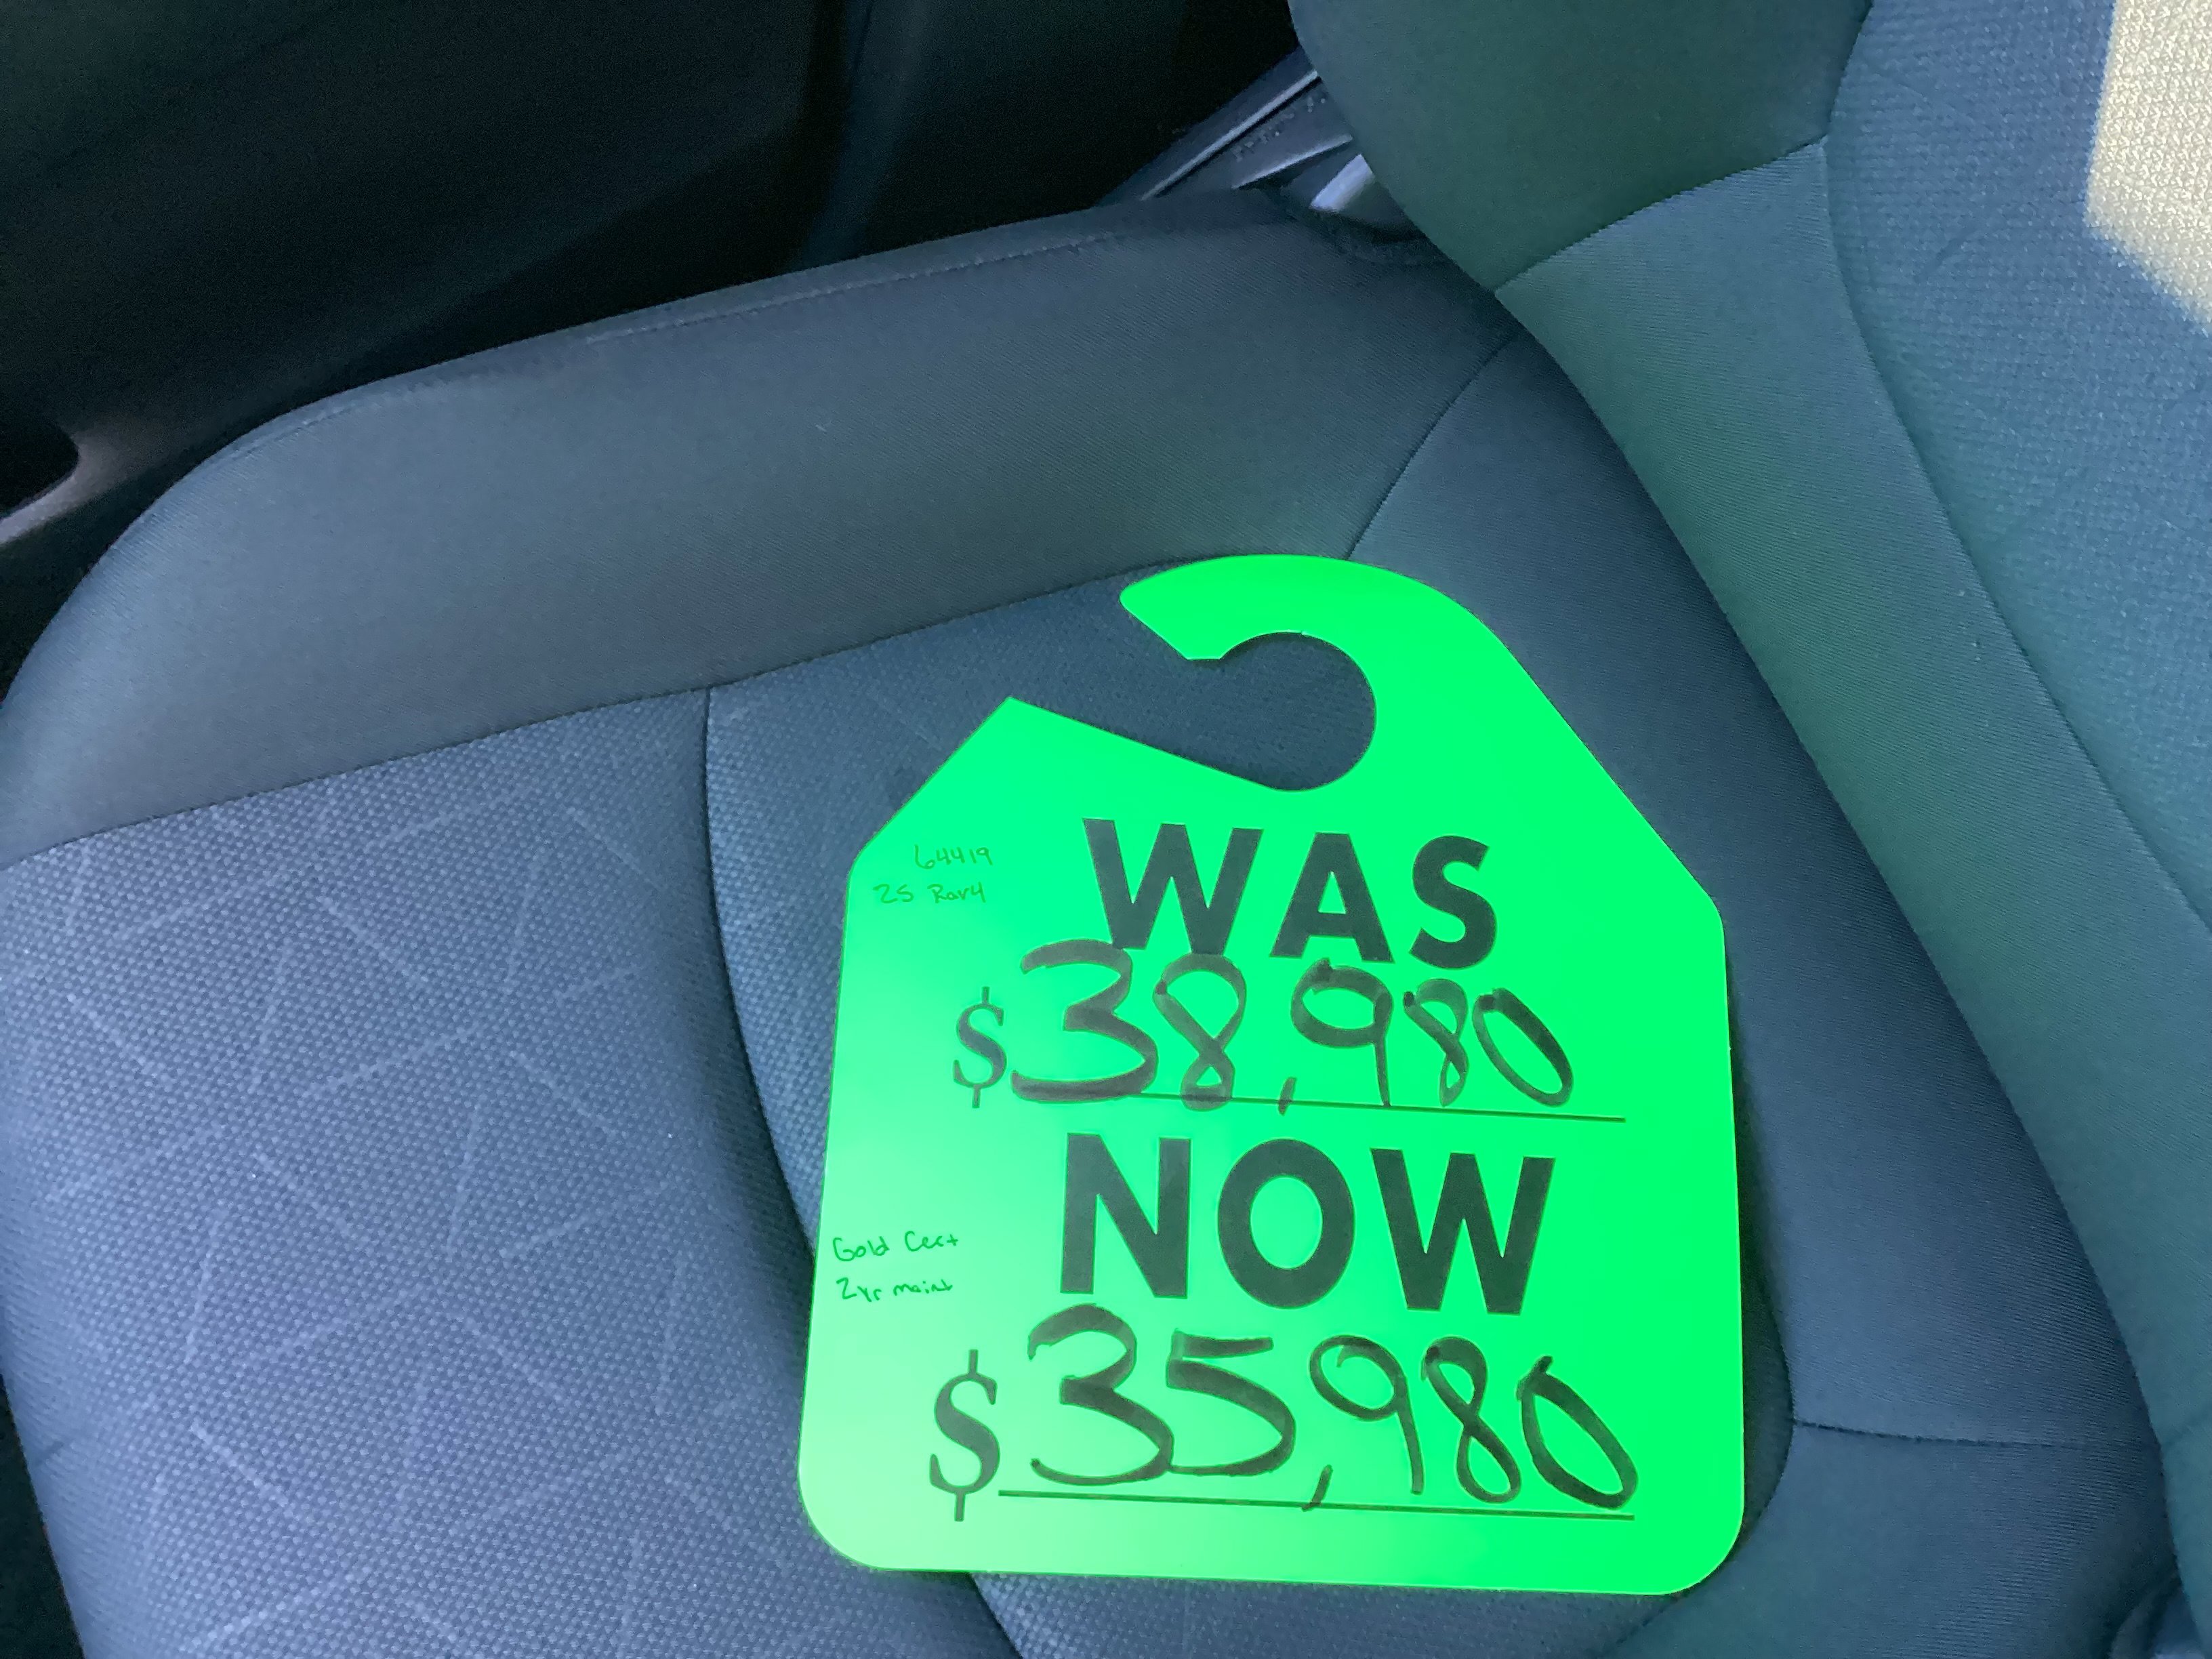 64419
25 Rav4
WAS
$38,980
Gold Cert
2yr maint
NOW
$35,980